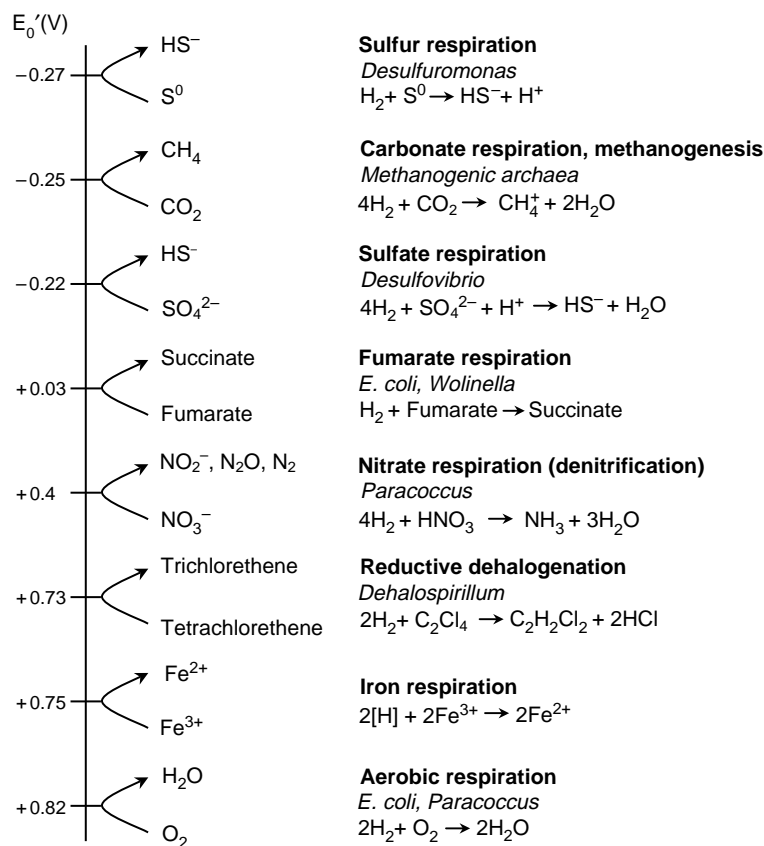 E₀′(V)
−0.27
HS⁻
S⁰
Sulfur respiration
Desulfuromonas
H₂ + S⁰ → HS⁻ + H⁺
−0.25
CH₄
CO₂
Carbonate respiration, methanogenesis
Methanogenic archaea
4H₂ + CO₂ → CH₄⁺ + 2H₂O
−0.22
HS⁻
SO₄²⁻
Sulfate respiration
Desulfovibrio
4H₂ + SO₄²⁻ + H⁺ → HS⁻ + H₂O
+0.03
Succinate
Fumarate
Fumarate respiration
E. coli, Wolinella
H₂ + Fumarate → Succinate
+0.4
NO₂⁻, N₂O, N₂
NO₃⁻
Nitrate respiration (denitrification)
Paracoccus
4H₂ + HNO₃ → NH₃ + 3H₂O
+0.73
Trichlorethene
Tetrachlorethene
Reductive dehalogenation
Dehalospirillum
2H₂ + C₂Cl₄ → C₂H₂Cl₂ + 2HCl
+0.75
Fe²⁺
Fe³⁺
Iron respiration
2[H] + 2Fe³⁺ → 2Fe²⁺
+0.82
H₂O
O₂
Aerobic respiration
E. coli, Paracoccus
2H₂ + O₂ → 2H₂O